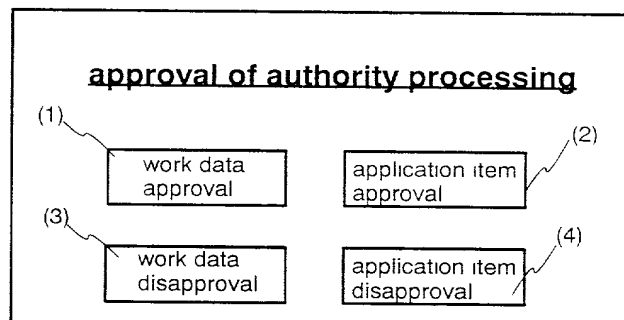 approval of authority processing
(1)
work data
approval
application item
approval
(2)
(3)
work data
disapproval
application item
disapproval
(4)